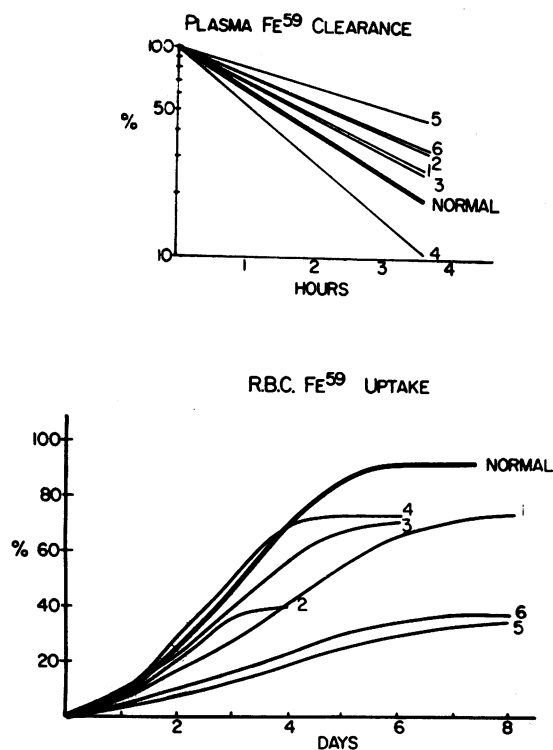 PLASMA FE59 CLEARANCE
100
50
%
10
5
6
2
1
3
NORMAL
4
1 2 3 4
HOURS
R.B.C. FE59 UPTAKE
100
80
%
60
40
20
NORMAL
1
4
3
2
6
5
2 4 6 8
DAYS